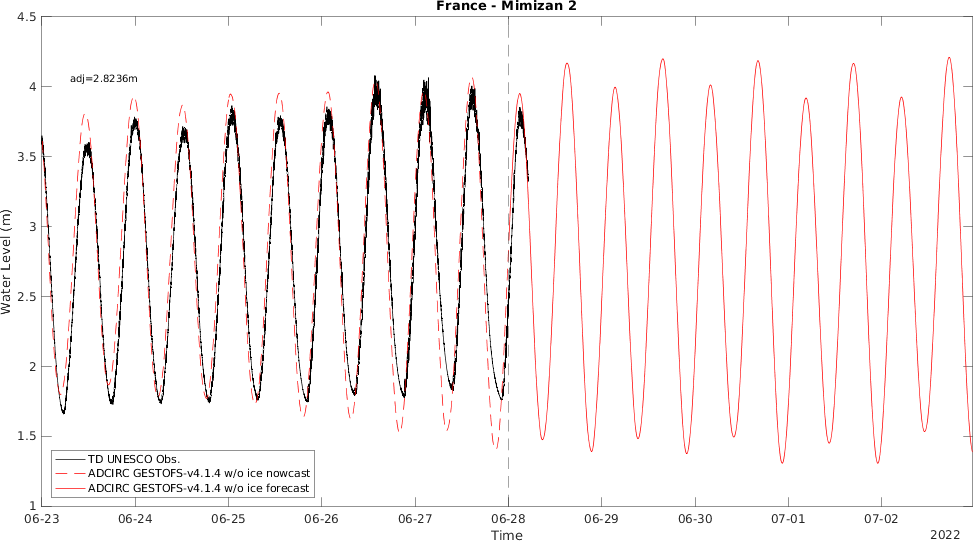 France - Mimizan 2
4.5
adj=2.8236m
4
3.5
3
Water Level (m)
2.5
2
1.5
TD UNESCO Obs.
ADCIRC GESTOFS-v4.1.4 w/o ice nowcast
ADCIRC GESTOFS-v4.1.4 w/o ice forecast
1
06-23 06-24 06-25 06-26 06-27 06-28 06-29 06-30 07-01 07-02
Time
2022